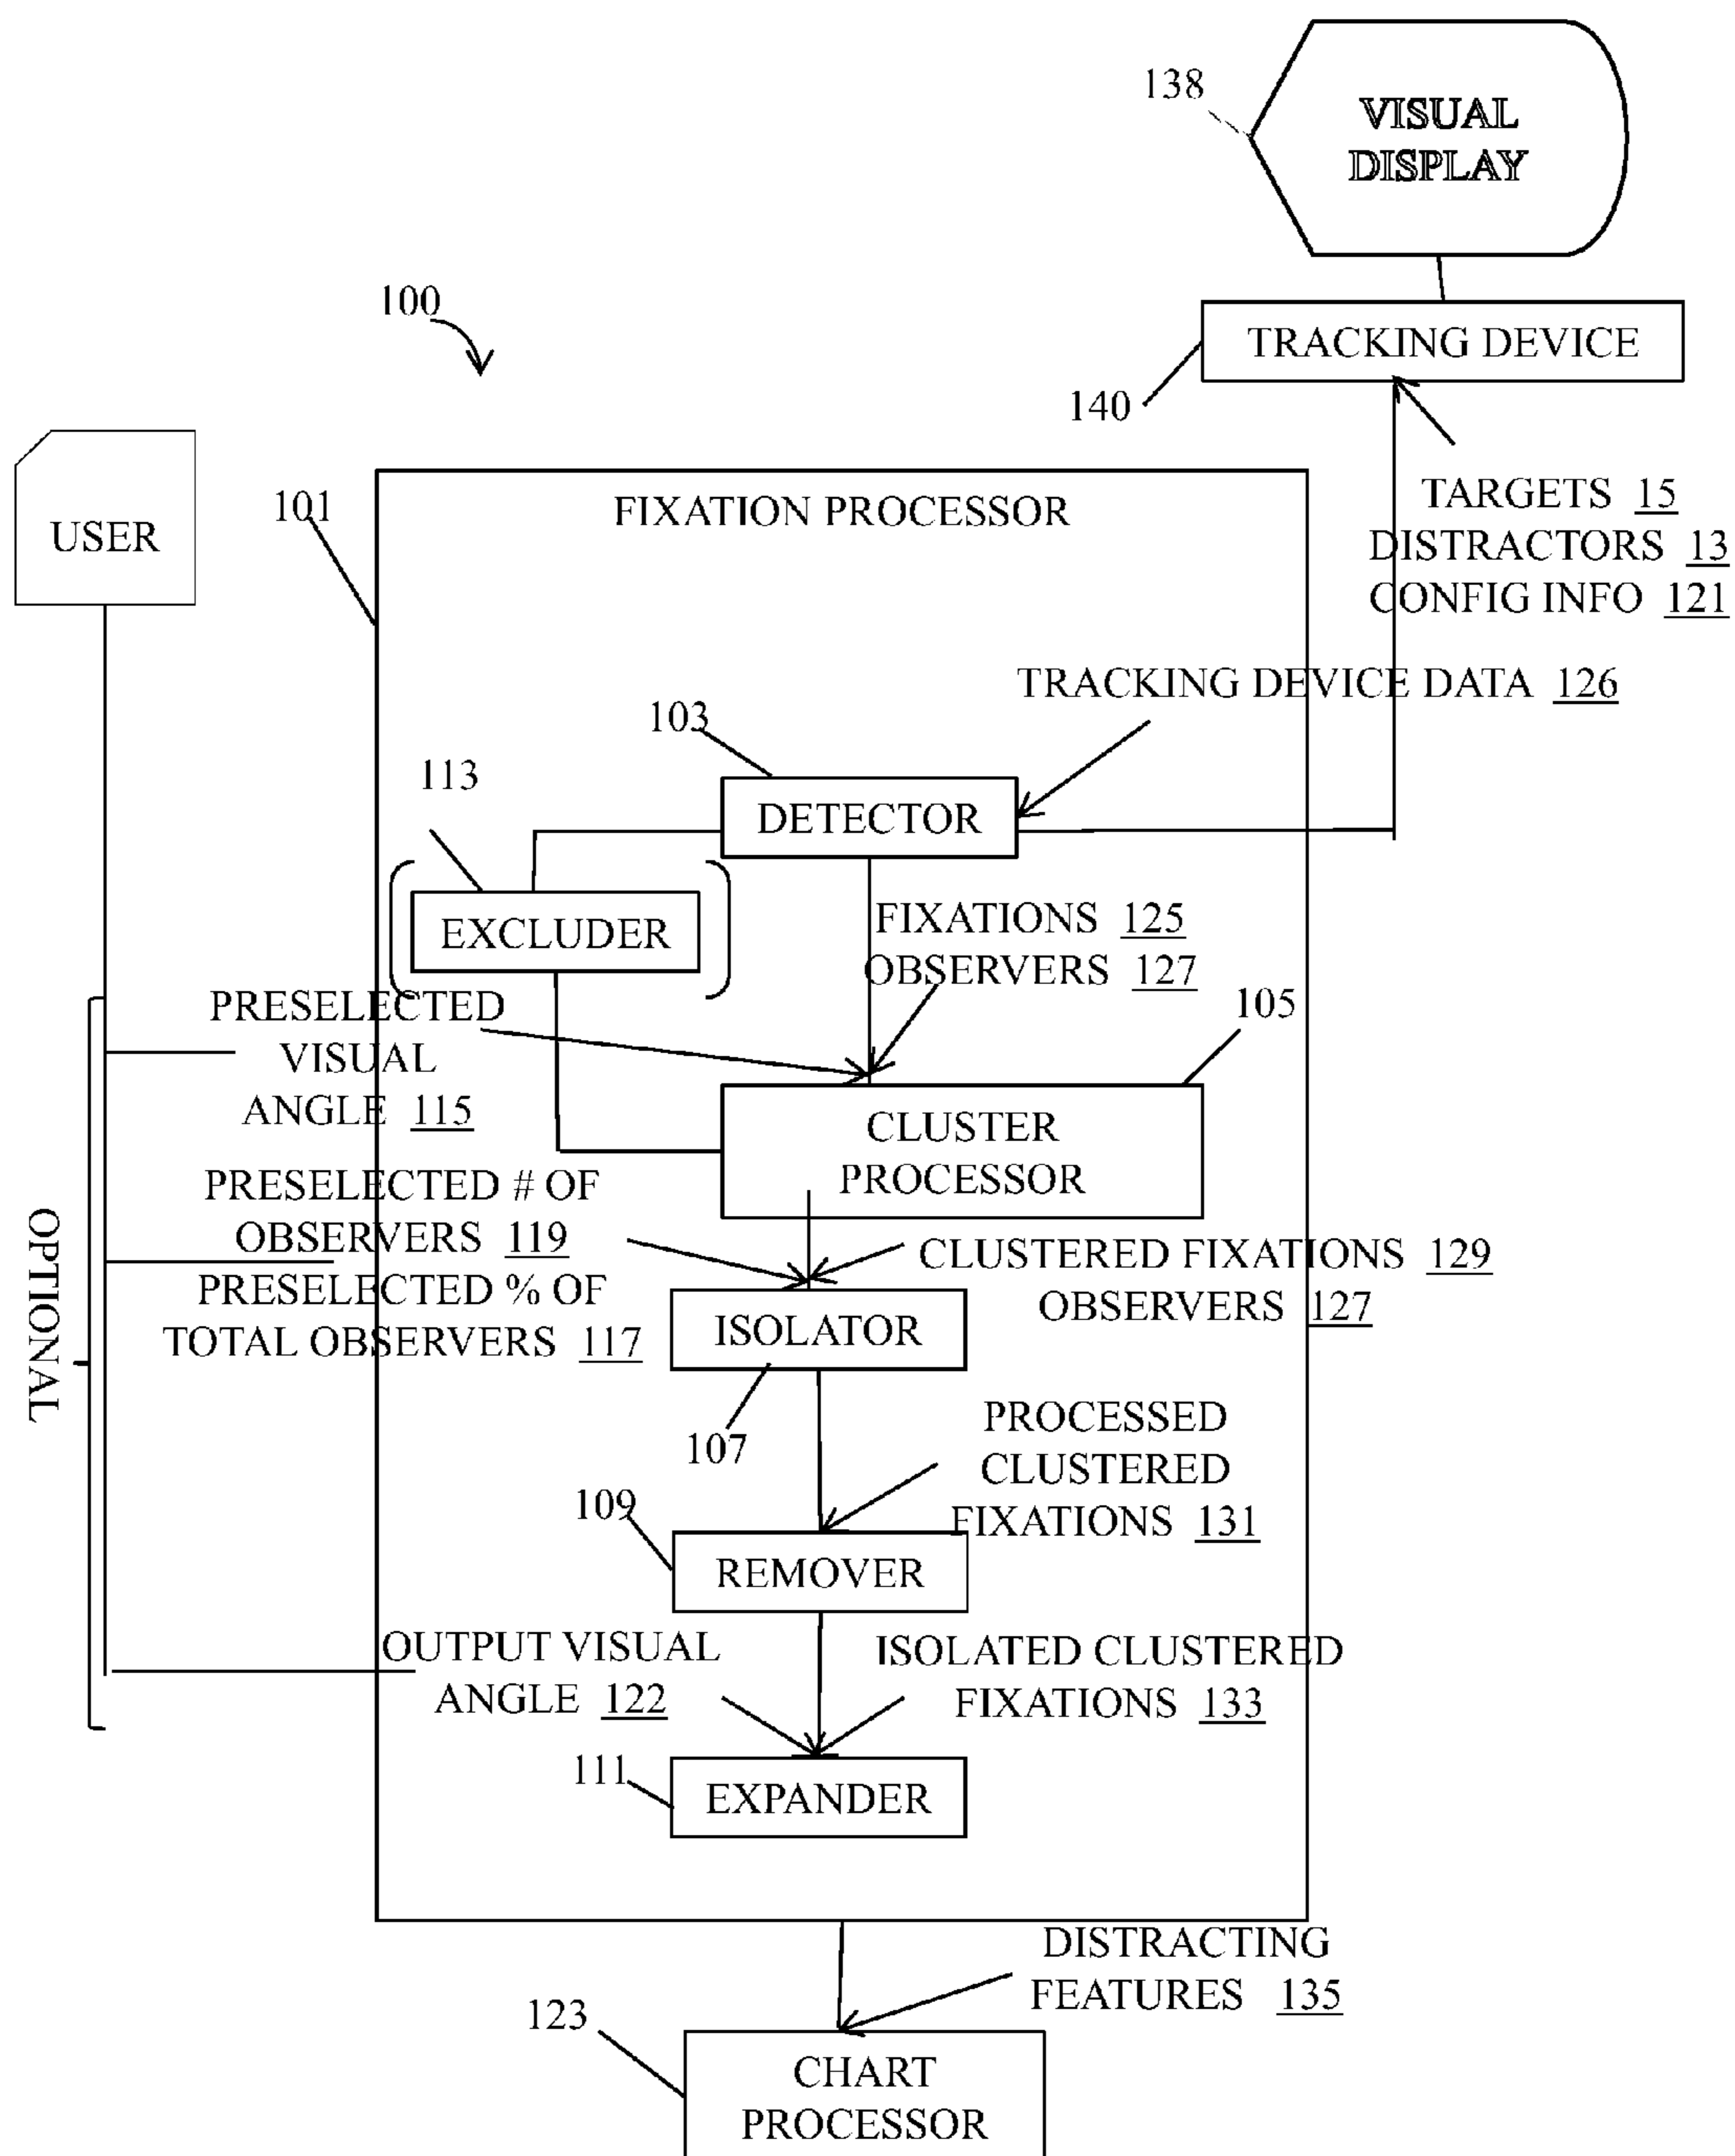 138
VISUAL
DISPLAY
100
TRACKING DEVICE
140
USER
101
FIXATION PROCESSOR
TARGETS 15
DISTRACTORS 13
CONFIG INFO 121
TRACKING DEVICE DATA 126
103
113
DETECTOR
EXCLUDER
FIXATIONS 125
OBSERVERS 127
PRESELECTED
VISUAL
ANGLE 115
105
CLUSTER
PROCESSOR
PRESELECTED # OF
OBSERVERS 119
PRESELECTED % OF
TOTAL OBSERVERS 117
OPTIONAL
CLUSTERED FIXATIONS 129
OBSERVERS 127
ISOLATOR
107
PROCESSED
CLUSTERED
FIXATIONS 131
109
REMOVER
OUTPUT VISUAL
ANGLE 122
ISOLATED CLUSTERED
FIXATIONS 133
111
EXPANDER
DISTRACTING
FEATURES 135
123
CHART
PROCESSOR